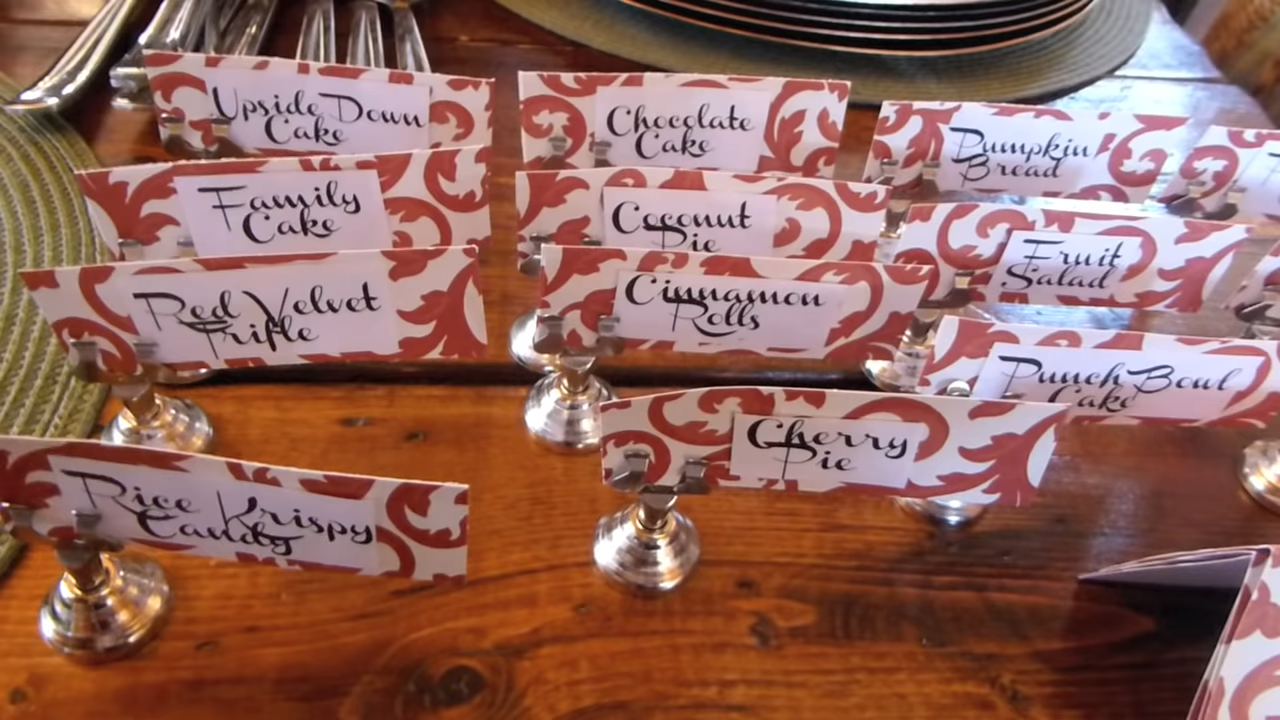 Upside Down
Cake
Chocolate
Cake
Pumpkin
Bread
Family
Cake
Coconut
Pie
Fruit
Salad
Red Velvet
Trifle
Cinnamon
Rolls
Punch Bowl
Cake
Cherry
Pie
Rice Krispy
Candy